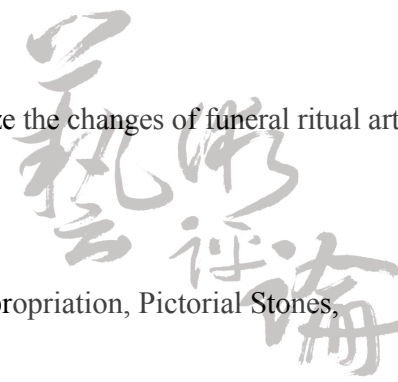 ze the changes of funeral ritual art
藝術
評論
propriation, Pictorial Stones,